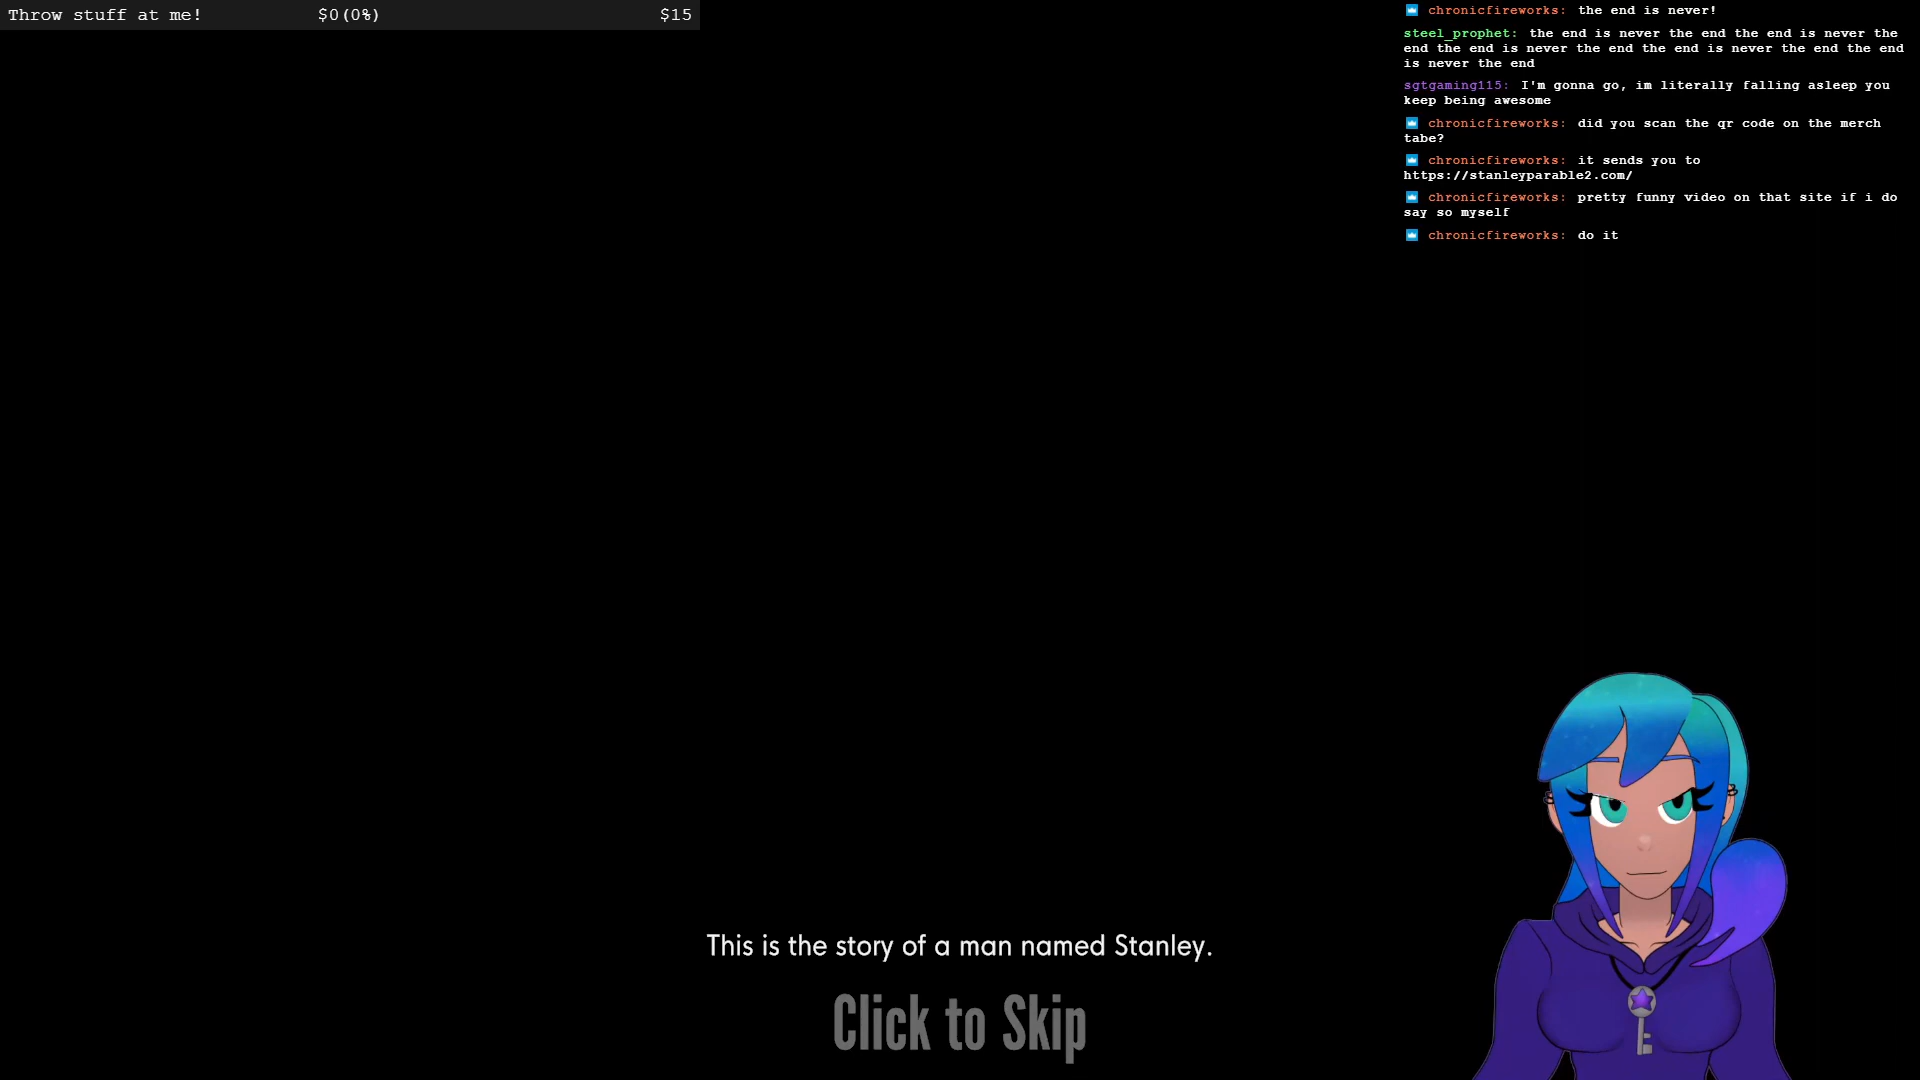 Throw stuff at me! $0(0%) $15
chronicfireworks: the end is never!
steel_prophet: the end is never the end the end is never the
end the end is never the end the end is never the end the end
is never the end
sgtgaming115: I'm gonna go, im literally falling asleep you
keep being awesome
chronicfireworks: did you scan the qr code on the merch
tabe?
chronicfireworks: it sends you to
https://stanleyparable2.com/
chronicfireworks: pretty funny video on that site if i do
say so myself
chronicfireworks: do it
This is the story of a man named Stanley.
Click to Skip